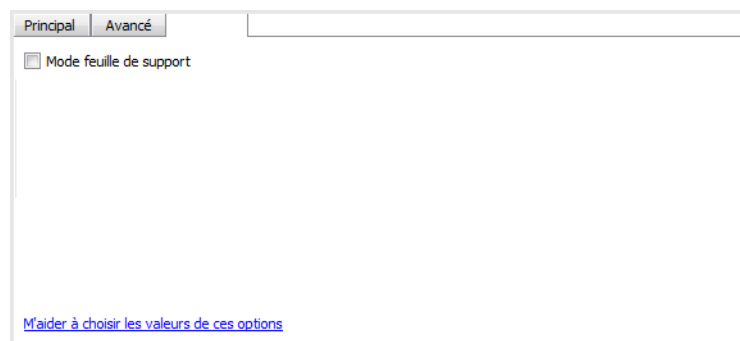 Principal Avancé
Mode feuille de support
M'aider à choisir les valeurs de ces options